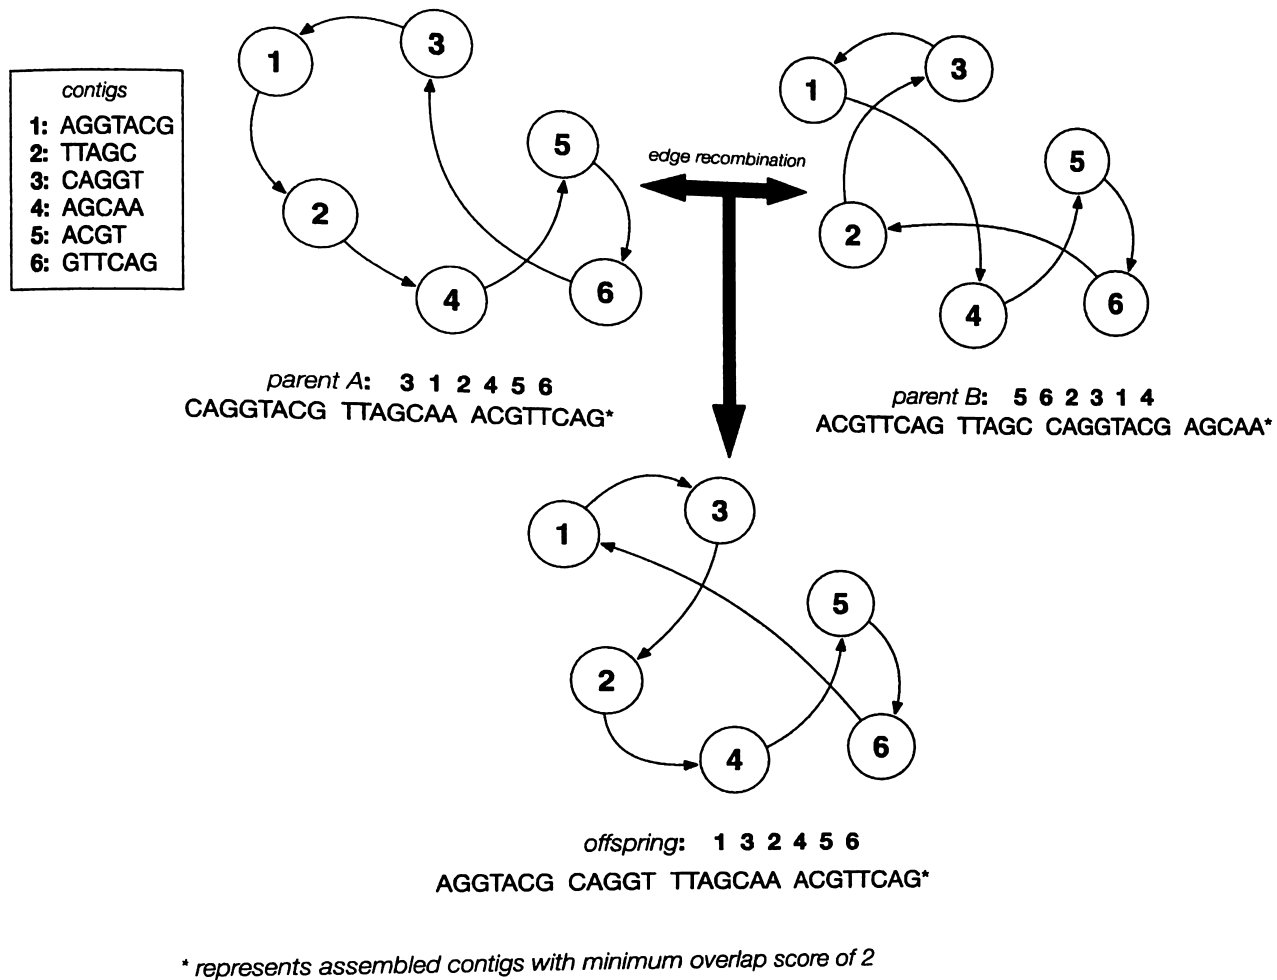 contigs
1: AGGTACG
2: TTAGC
3: CAGGT
4: AGCAA
5: ACGT
6: GTTCAG
1
3
5
2
4
6
edge recombination
1
3
5
2
4
6
parent A: 3 1 2 4 5 6
CAGGTACG TTAGCAA ACGTTCAG*
parent B: 5 6 2 3 1 4
ACGTTCAG TTAGC CAGGTACG AGCAA*
1
3
5
2
4
6
offspring: 1 3 2 4 5 6
AGGTACG CAGGT TTAGCAA ACGTTCAG*
* represents assembled contigs with minimum overlap score of 2